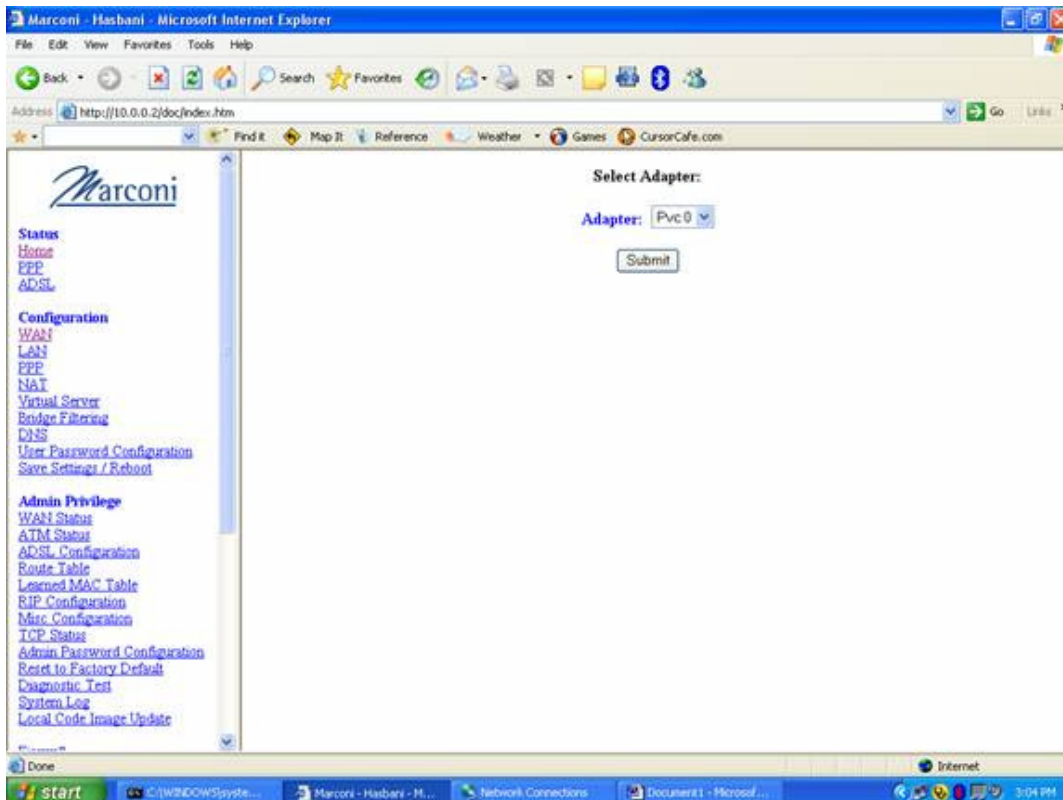 Marconi - Hasbani - Microsoft Internet Explorer
File Edit View Favorites Tools Help
Back Search Favorites
Address http://10.0.0.2/doc/index.htm Go Links
Find it Map It Reference Weather Games CursorCafe.com
Marconi
Status
Home
PPP
ADSL
Configuration
WAN
LAN
PPP
NAT
Virtual Server
Bridge Filtering
DNS
User Password Configuration
Save Settings / Reboot
Admin Privilege
WAN Status
ATM Status
ADSL Configuration
Route Table
Learned MAC Table
RIP Configuration
Misc Configuration
TCP Status
Admin Password Configuration
Reset to Factory Default
Diagnostic Test
System Log
Local Code Image Update
Select Adapter:
Adapter: Pvc 0
Submit
Done Internet
start C:\WINDOWS\syste... Marconi - Hasbani - M... Network Connections Document1 - Microsof... 3:04 PM